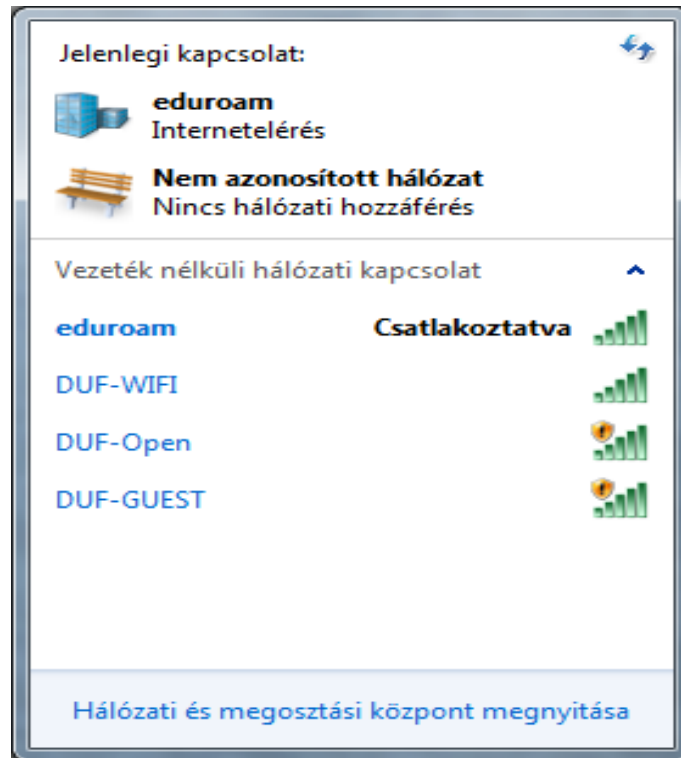 Jelenlegi kapcsolat:
eduroam
Internetelérés
Nem azonosított hálózat
Nincs hálózati hozzáférés
Vezeték nélküli hálózati kapcsolat
eduroam Csatlakoztatva
DUF-WIFI
DUF-Open
DUF-GUEST
Hálózati és megosztási központ megnyitása